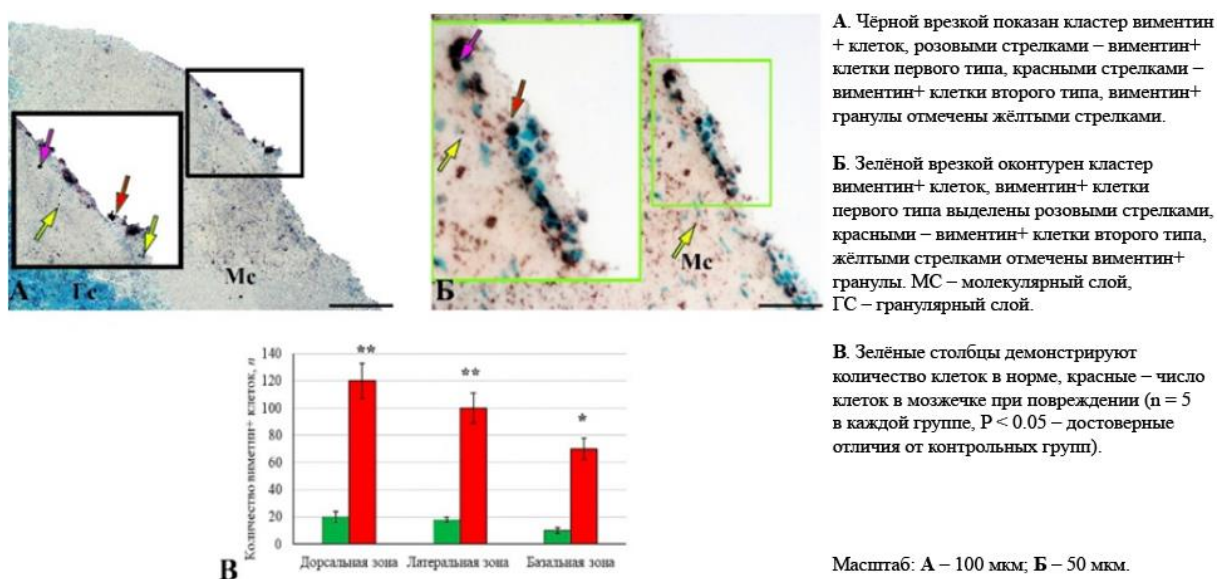 А. Чёрной врезкой показан кластер виментин
+ клеток, розовыми стрелками – виментин+
клетки первого типа, красными стрелками –
виментин+ клетки второго типа, виментин+
гранулы отмечены жёлтыми стрелками.
Б. Зелёной врезкой оконтурен кластер
виментин+ клеток, виментин+ клетки
первого типа выделены розовыми стрелками,
красными – виментин+ клетки второго типа,
жёлтыми стрелками отмечены виментин+
гранулы. МС – молекулярный слой,
ГС – гранулярный слой.
В. Зелёные столбцы демонстрируют
количество клеток в норме, красные – число
клеток в мозжечке при повреждении (n = 5
в каждой группе, P < 0.05 – достоверные
отличия от контрольных групп).
Масштаб: А – 100 мкм; Б – 50 мкм.
А
Гс
Мс
Б
Мс
Количество виметин+ клеток, n
140
120
100
80
60
40
20
0
**
**
*
Дорсальная зона
Латеральная зона
Базальная зона
В